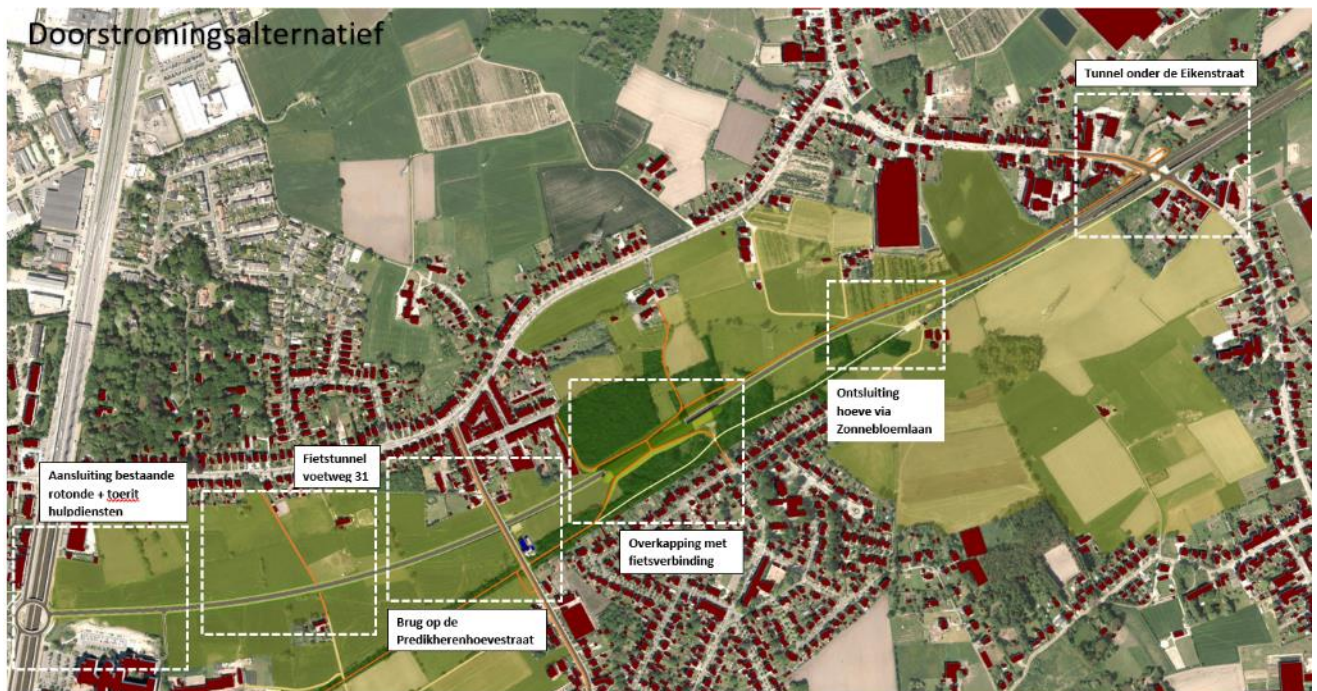 Doorstromingsalternatief
Tunnel onder de Eikenstraat
Ontsluiting
hoeve via
Zonnebloemlaan
Fietstunnel
voetweg 31
Aansluiting bestaande
rotonde + toerit
hulpdiensten
Overkapping met
fietsverbinding
Brug op de
Predikherenhoevestraat